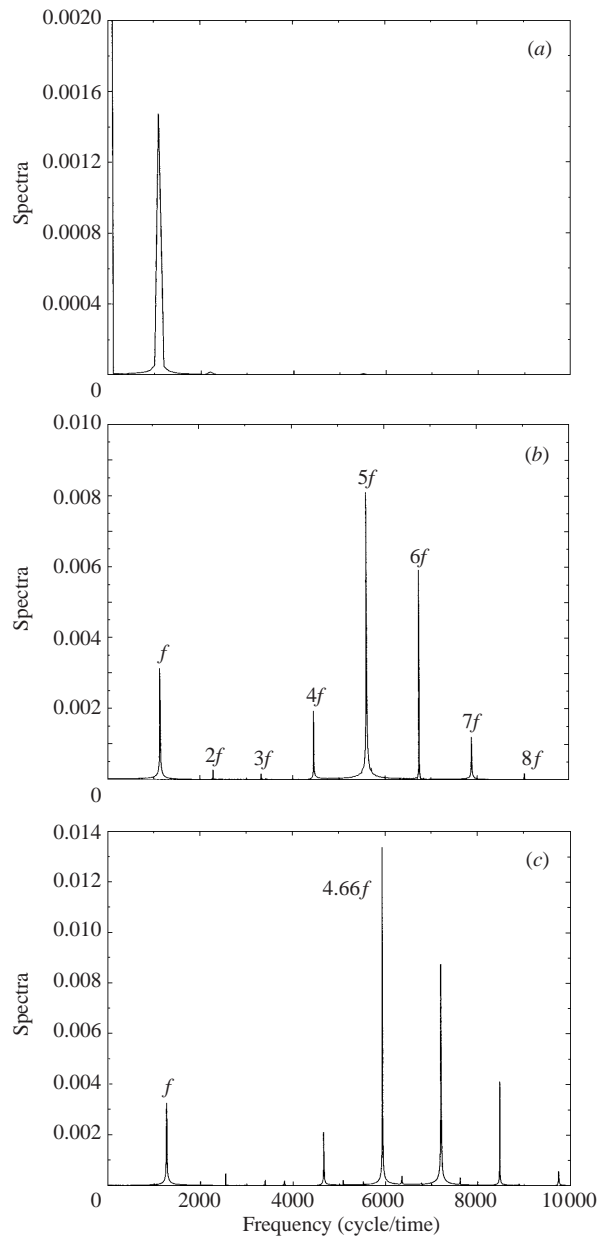 0.0020
(a)
0.0016
0.0012
Spectra
0.0008
0.0004
0
0.010
(b)
5f
0.008
6f
0.006
Spectra
0.004
f
4f
0.002
7f
2f
3f
8f
0
0.014
(c)
4.66f
0.012
0.010
0.008
Spectra
0.006
0.004
f
0.002
0 2000 4000 6000 8000 10000
Frequency (cycle/time)